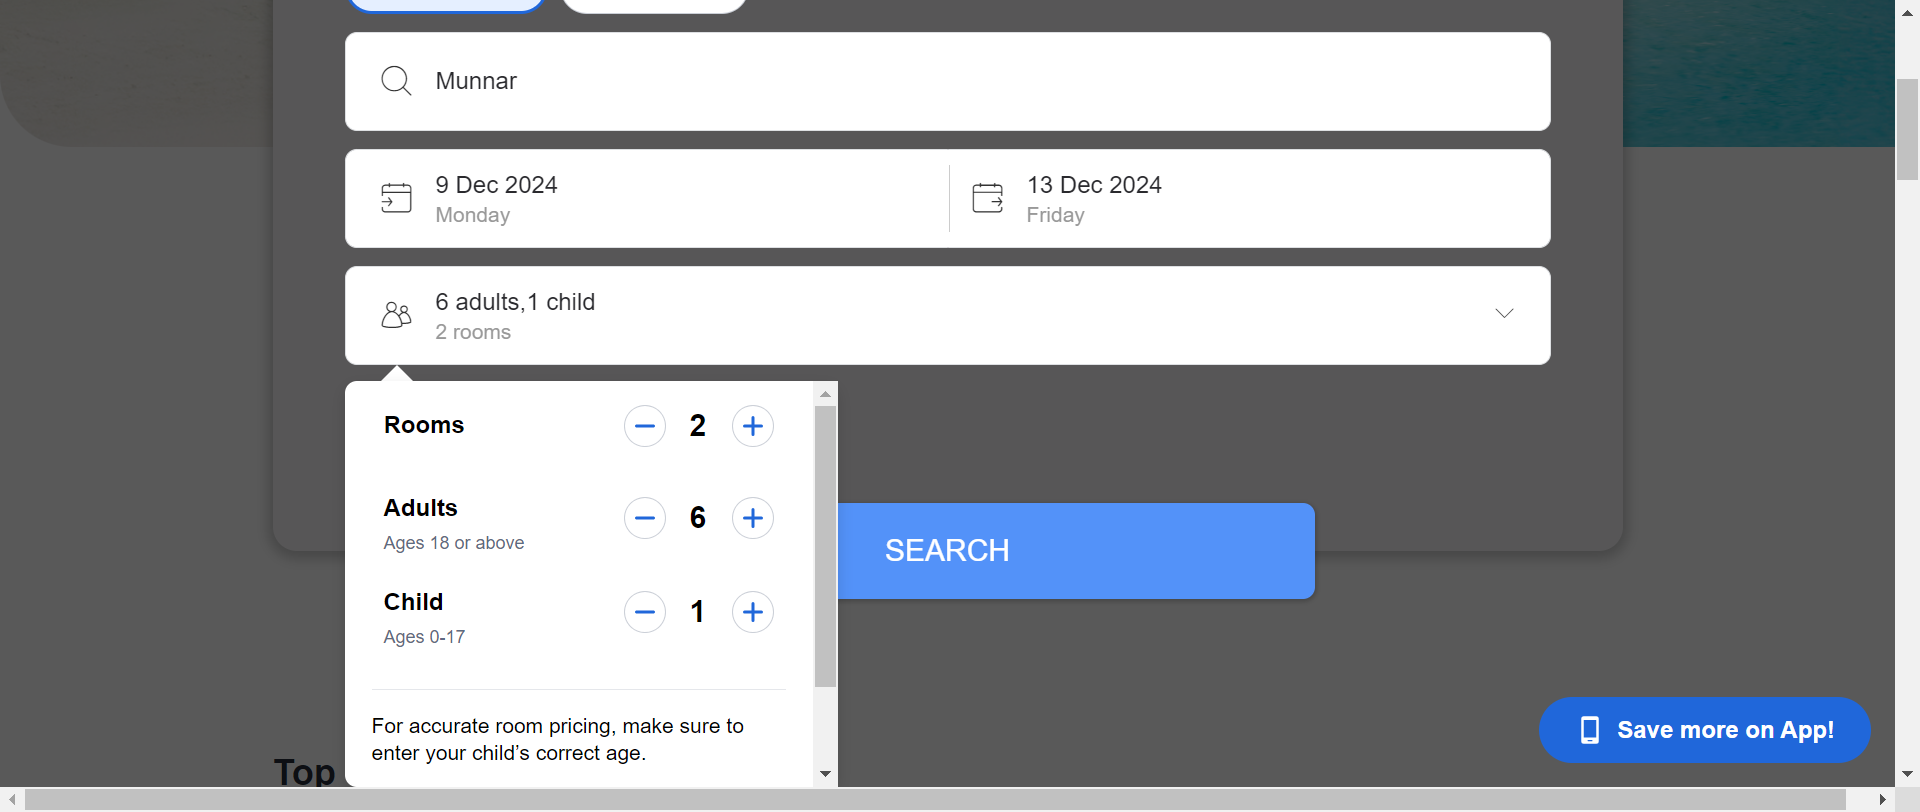 Munnar
9 Dec 2024
Monday
13 Dec 2024
Friday
6 adults,1 child
2 rooms
Rooms
2
Adults
6
Ages 18 or above
Child
1
Ages 0-17
For accurate room pricing, make sure to
enter your child’s correct age.
SEARCH
Save more on App!
Top